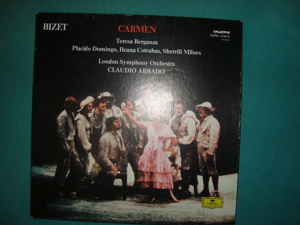 BIZET
CARMEN
Teresa Berganza
Placido Domingo, Ileana Cotrubas, Sherrill Milnes
London Symphony Orchestra
CLAUDIO ABBADO